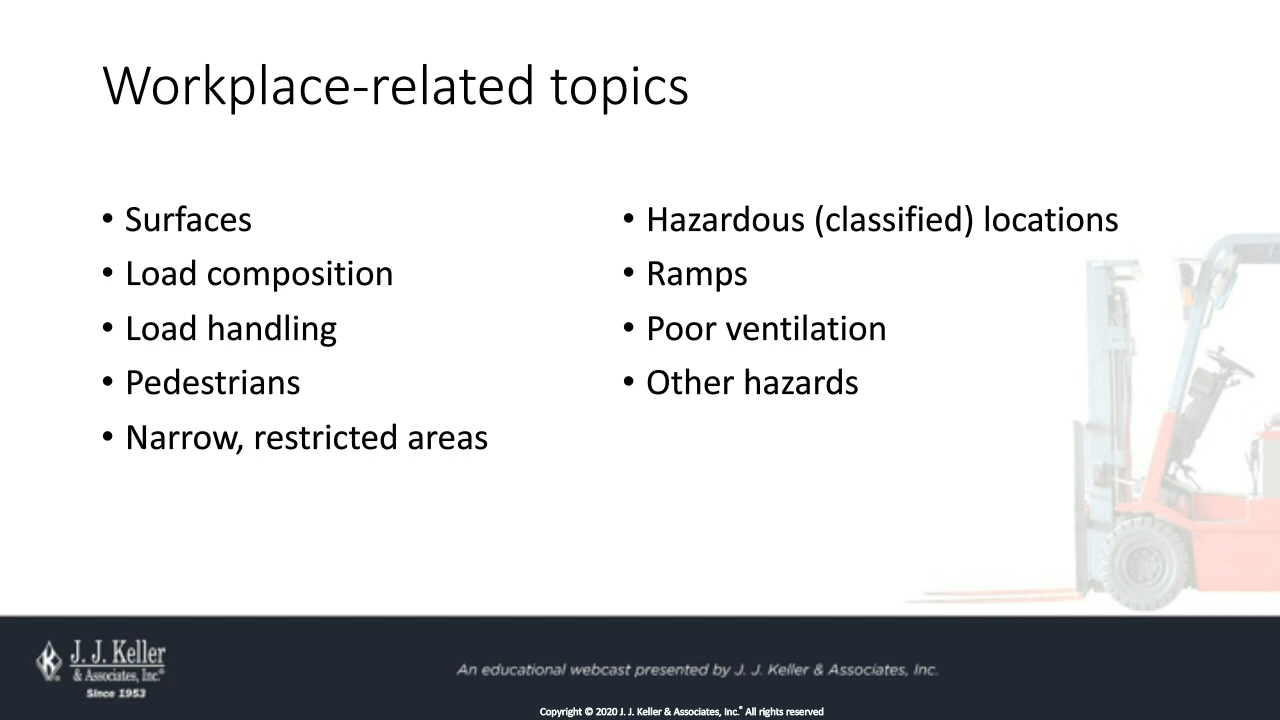 Workplace-related topics
• Surfaces
• Load composition
• Load handling
• Pedestrians
• Narrow, restricted areas
• Hazardous (classified) locations
• Ramps
• Poor ventilation
• Other hazards
J. J. Keller
& Associates, Inc.®
Since 1953
An educational webcast presented by J. J. Keller & Associates, Inc.
Copyright © 2020 J. J. Keller & Associates, Inc.® All rights reserved